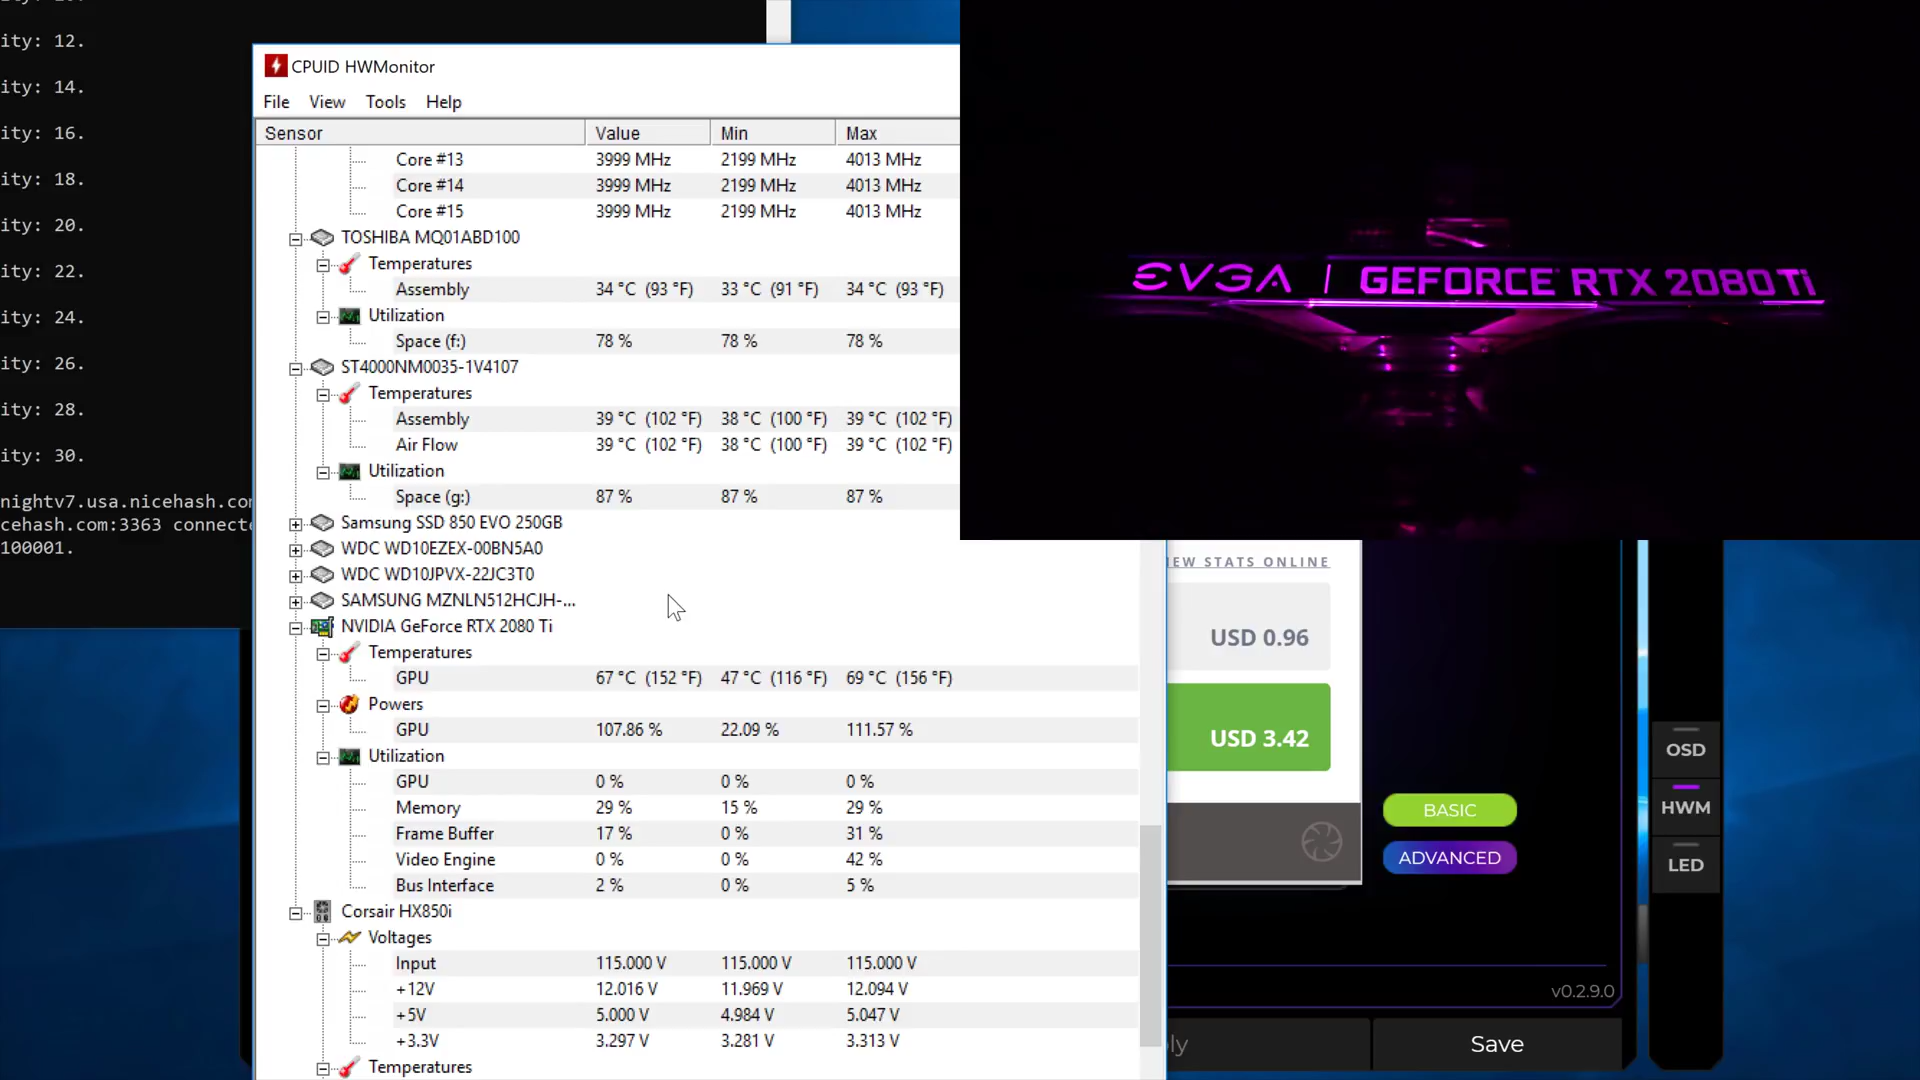 ity: 12.
ity: 14.
ity: 16.
ity: 18.
ity: 20.
ity: 22.
ity: 24.
ity: 26.
ity: 28.
ity: 30.
nightv7.usa.nicehash.con
cehash.com:3363 connecte
100001.
CPUID HWMonitor
File View Tools Help
Sensor Value Min Max
Core #13 3999 MHz 2199 MHz 4013 MHz
Core #14 3999 MHz 2199 MHz 4013 MHz
Core #15 3999 MHz 2199 MHz 4013 MHz
TOSHIBA MQ01ABD100
Temperatures
Assembly 34 °C (93 °F) 33 °C (91 °F) 34 °C (93 °F)
Utilization
Space (f:) 78 % 78 % 78 %
ST4000NM0035-1V4107
Temperatures
Assembly 39 °C (102 °F) 38 °C (100 °F) 39 °C (102 °F)
Air Flow 39 °C (102 °F) 38 °C (100 °F) 39 °C (102 °F)
Utilization
Space (g:) 87 % 87 % 87 %
Samsung SSD 850 EVO 250GB
WDC WD10EZEX-00BN5A0
WDC WD10JPVX-22JC3T0
SAMSUNG MZNLN512HCJH-...
NVIDIA GeForce RTX 2080 Ti
Temperatures
GPU 67 °C (152 °F) 47 °C (116 °F) 69 °C (156 °F)
Powers
GPU 107.86 % 22.09 % 111.57 %
Utilization
GPU 0 % 0 % 0 %
Memory 29 % 15 % 29 %
Frame Buffer 17 % 0 % 31 %
Video Engine 0 % 0 % 42 %
Bus Interface 2 % 0 % 5 %
Corsair HX850i
Voltages
Input 115.000 V 115.000 V 115.000 V
+12V 12.016 V 11.969 V 12.094 V
+5V 5.000 V 4.984 V 5.047 V
+3.3V 3.297 V 3.281 V 3.313 V
Temperatures
EVGA | GEFORCE RTX 2080 Ti
IEW STATS ONLINE
USD 0.96
USD 3.42
BASIC
ADVANCED
OSD
HWM
LED
v0.2.9.0
ly
Save